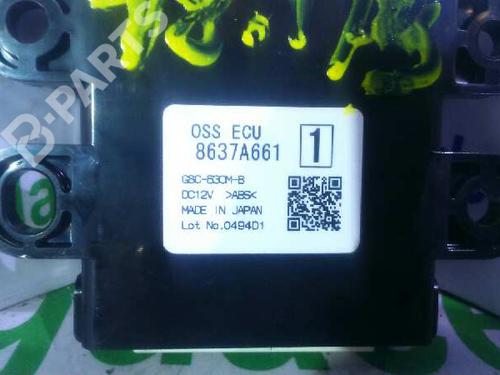 OSS ECU
8637A661 1
G8C-630M-B
DC12V >ABS<
MADE IN JAPAN
Lot No.0494D1
B-PARTS